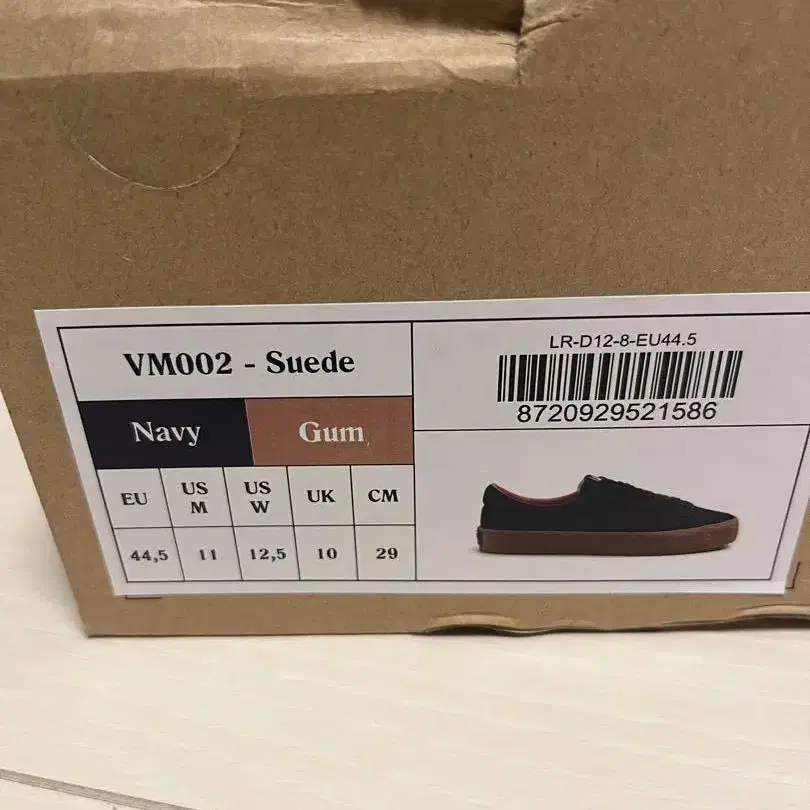 VM002 - Suede
Navy Gum
EU US M US W UK CM
44,5 11 12,5 10 29
LR-D12-8-EU44.5
8720929521586